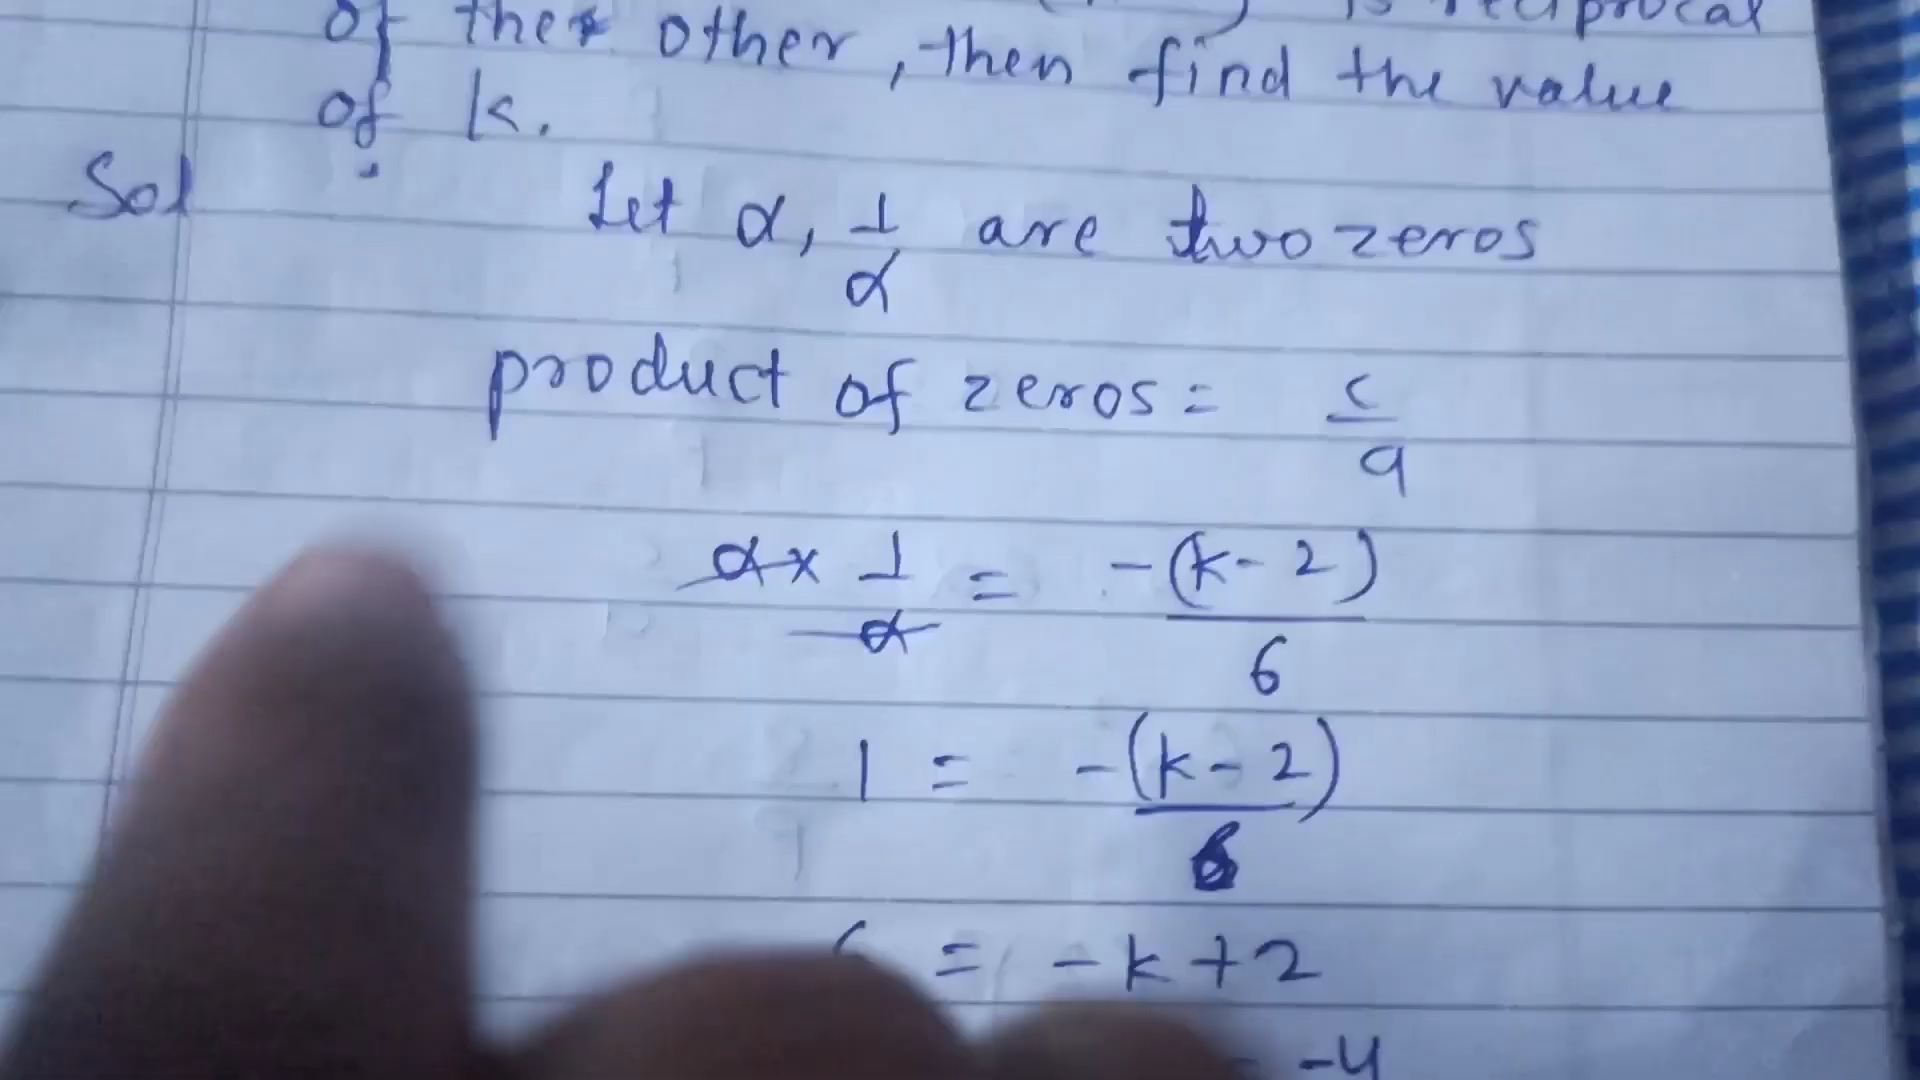 of the other, then find the value
of k.
Sol Let α, 1/α are two zeros
product of zeros = c/a
α × 1/α = -(k-2)/6
1 = -(k-2)/6
= -k+2
-4